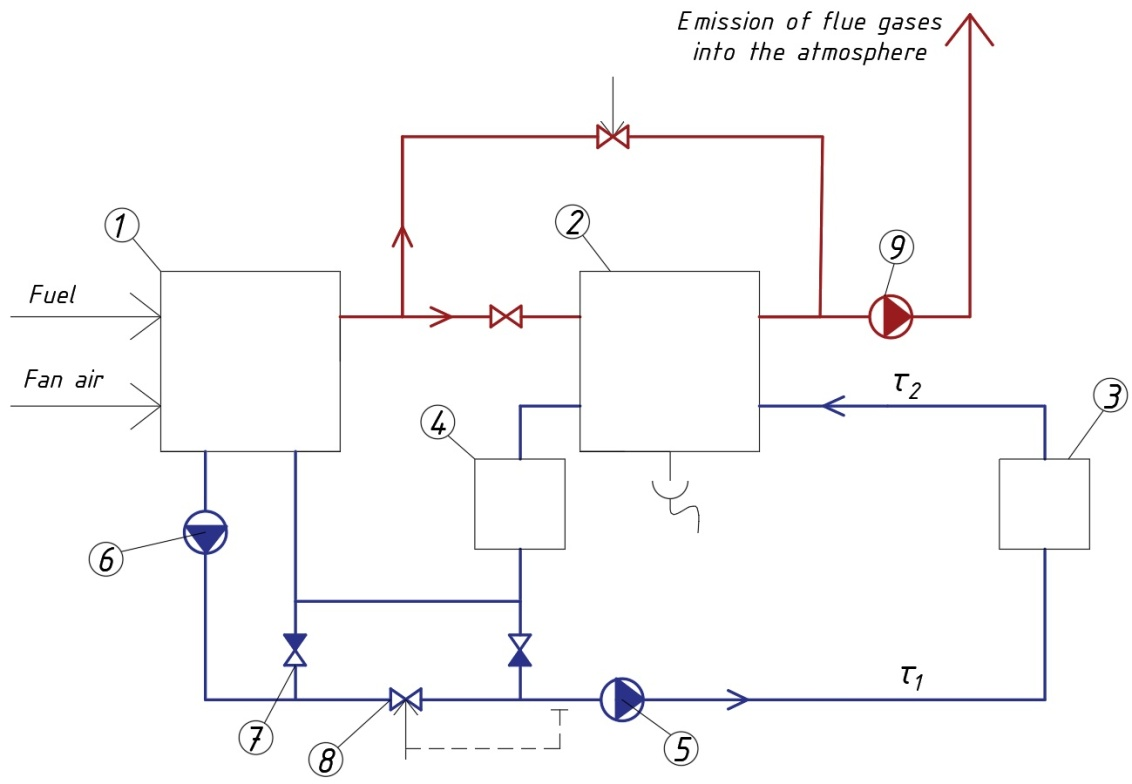 Emission of flue gases
into the atmosphere
1
2
9
Fuel
Fan air
τ2
3
4
6
τ1
7
8
5